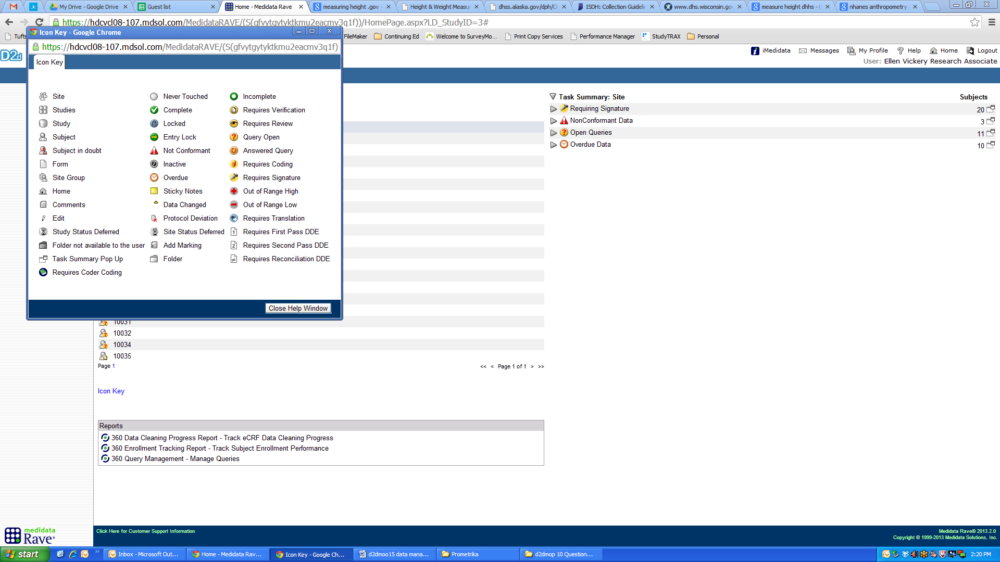 My Drive - Google Drive
Guest list
Home - Medidata Rave
measuring height .gov -
Height & Weight Measur
dhss.alaska.gov/dph/Cl
ISDH: Collection Guidelin
www.dhs.wisconsin.gov
measure height dhhs - G
nhanes anthropometry
https://hdcvcl08-107.mdsol.com/MedidataRAVE/(S(gfvytgytyktkmu2eacmv3q1f))/HomePage.aspx?LD_StudyID=3#
Tufts
FileMaker
Continuing Ed
Welcome to SurveyMo...
Print Copy Services
Performance Manager
StudyTRAX
Personal
Icon Key - Google Chrome
https://hdcvcl08-107.mdsol.com/MedidataRAVE/(S(gfvytgytyktkmu2eacmv3q1f)
D2d
iMedidata
Messages
My Profile
Help
Home
Logout
User: Ellen Vickery Research Associate
Icon Key
Site
Never Touched
Incomplete
Studies
Complete
Requires Verification
Study
Locked
Requires Review
Subject
Entry Lock
Query Open
Subject in doubt
Not Conformant
Answered Query
Form
Inactive
Requires Coding
Site Group
Overdue
Requires Signature
Home
Sticky Notes
Out of Range High
Comments
Data Changed
Out of Range Low
Edit
Protocol Deviation
Requires Translation
Study Status Deferred
Site Status Deferred
Requires First Pass DDE
Folder not available to the user
Add Marking
Requires Second Pass DDE
Task Summary Pop Up
Folder
Requires Reconciliation DDE
Requires Coder Coding
Close Help Window
Task Summary: Site Subjects
Requiring Signature 20
NonConformant Data 3
Open Queries 11
Overdue Data 10
10031
10032
10034
10035
Page 1
<< < Page 1 of 1 > >>
Icon Key
Reports
360 Data Cleaning Progress Report - Track eCRF Data Cleaning Progress
360 Enrollment Tracking Report - Track Subject Enrollment Performance
360 Query Management - Manage Queries
medidata
Rave®
Click Here for Customer Support Information
Medidata Rave® 2013.2.0
Copyright © 1999-2013 Medidata Solutions, Inc.
start
Inbox - Microsoft Out...
Home - Medidata Rav...
Icon Key - Google Ch...
d2dmoo15 data mana...
Prometrika
d2dmop 10 Question...
2:20 PM